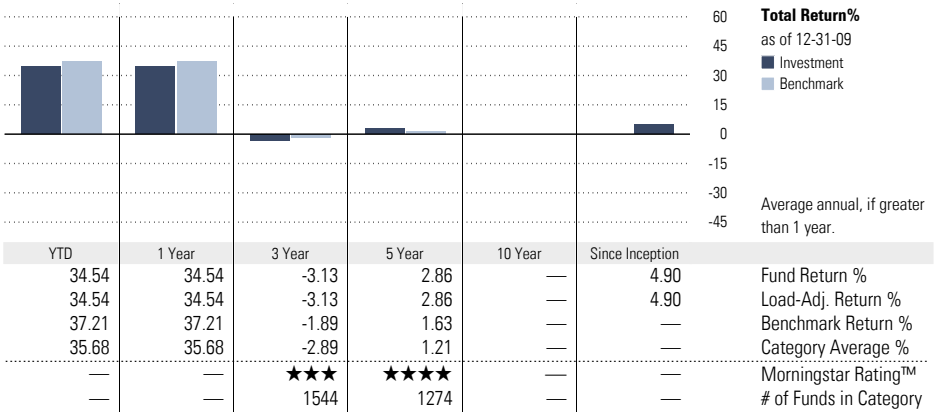 60
45
30
15
0
-15
-30
-45
Total Return%
as of 12-31-09
Investment
Benchmark
Average annual, if greater
than 1 year.
YTD 1 Year 3 Year 5 Year 10 Year Since Inception
34.54 34.54 -3.13 2.86 — 4.90 Fund Return %
34.54 34.54 -3.13 2.86 — 4.90 Load-Adj. Return %
37.21 37.21 -1.89 1.63 — — Benchmark Return %
35.68 35.68 -2.89 1.21 — — Category Average %
— — ★★★ ★★★★ — — Morningstar Rating™
— — 1544 1274 — — # of Funds in Category